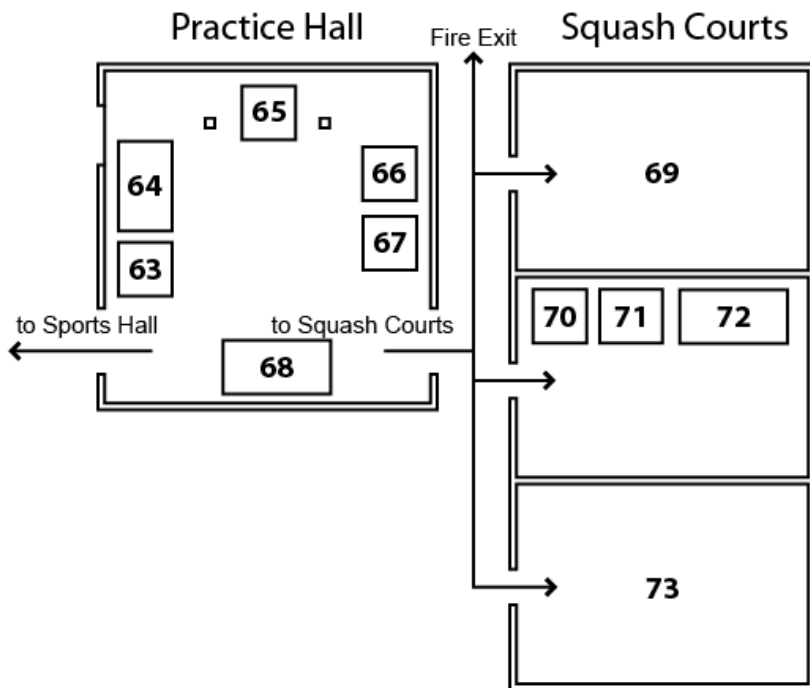 Practice Hall
Fire Exit
Squash Courts
65
64
66
69
67
63
to Sports Hall
to Squash Courts
70
71
72
68
73